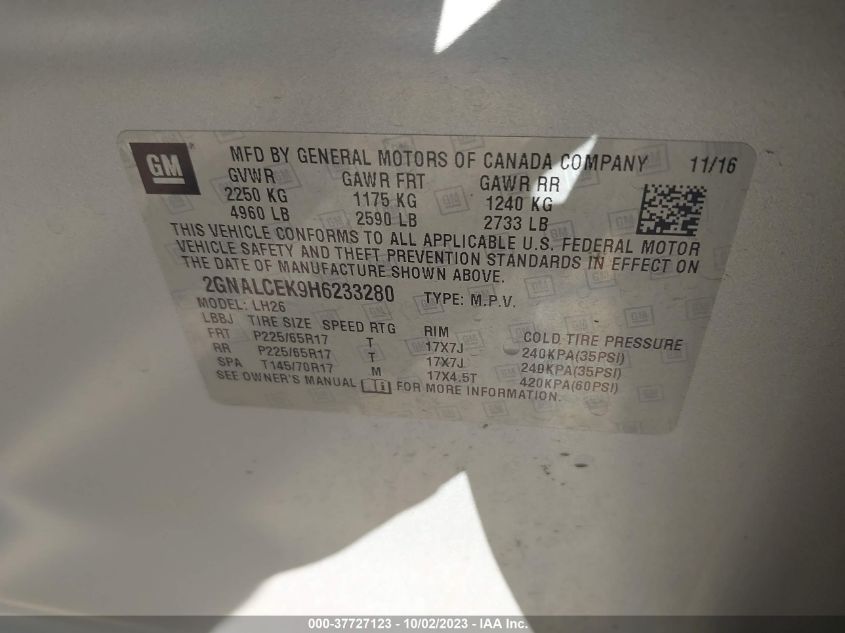 GM
MFD BY GENERAL MOTORS OF CANADA COMPANY 11/16
GVWR GAWR FRT GAWR RR
2250 KG 1175 KG 1240 KG
4960 LB 2590 LB 2733 LB
THIS VEHICLE CONFORMS TO ALL APPLICABLE U.S. FEDERAL MOTOR
VEHICLE SAFETY AND THEFT PREVENTION STANDARDS IN EFFECT ON
THE DATE OF MANUFACTURE SHOWN ABOVE.
2GNALCEK9H6233280 TYPE: M.P.V.
MODEL: LH26
LBBJ TIRE SIZE SPEED RTG RIM COLD TIRE PRESSURE
FRT P225/65R17 T 17X7J 240KPA(35PSI)
RR P225/65R17 T 17X7J 240KPA(35PSI)
SPA T145/70R17 M 17X4.5T 420KPA(60PSI)
SEE OWNER'S MANUAL FOR MORE INFORMATION.
000-37727123 - 10/02/2023 - IAA Inc.